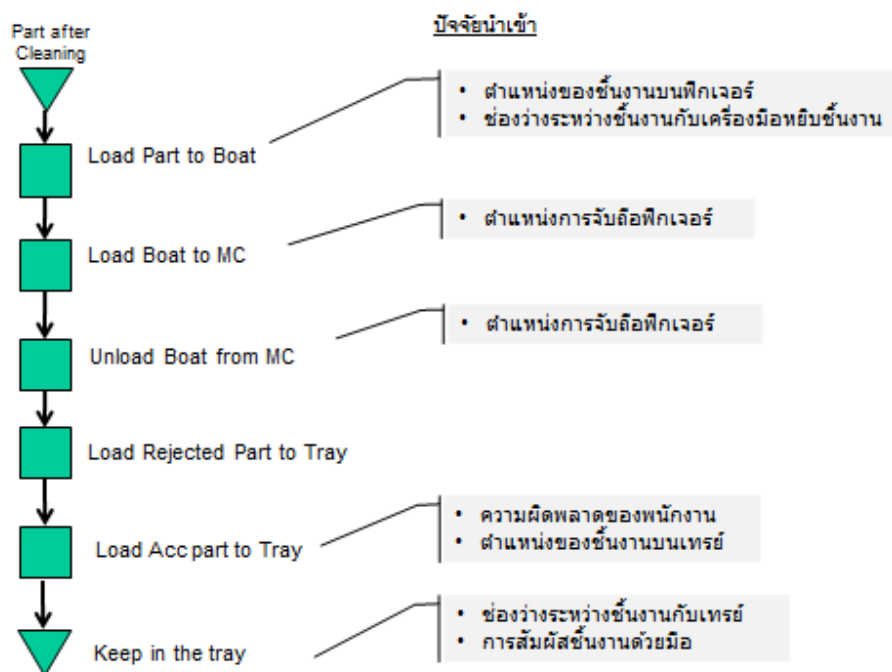 Part after
Cleaning
ปัจจัยนำเข้า
• ตำแหน่งของชิ้นงานบนฟิกเจอร์
• ช่องว่างระหว่างชิ้นงานกับเครื่องมือหยิบชิ้นงาน
Load Part to Boat
• ตำแหน่งการจับถือฟิกเจอร์
Load Boat to MC
• ตำแหน่งการจับถือฟิกเจอร์
Unload Boat from MC
Load Rejected Part to Tray
• ความผิดพลาดของพนักงาน
• ตำแหน่งของชิ้นงานบนเทรย์
Load Acc part to Tray
• ช่องว่างระหว่างชิ้นงานกับเทรย์
• การสัมผัสชิ้นงานด้วยมือ
Keep in the tray